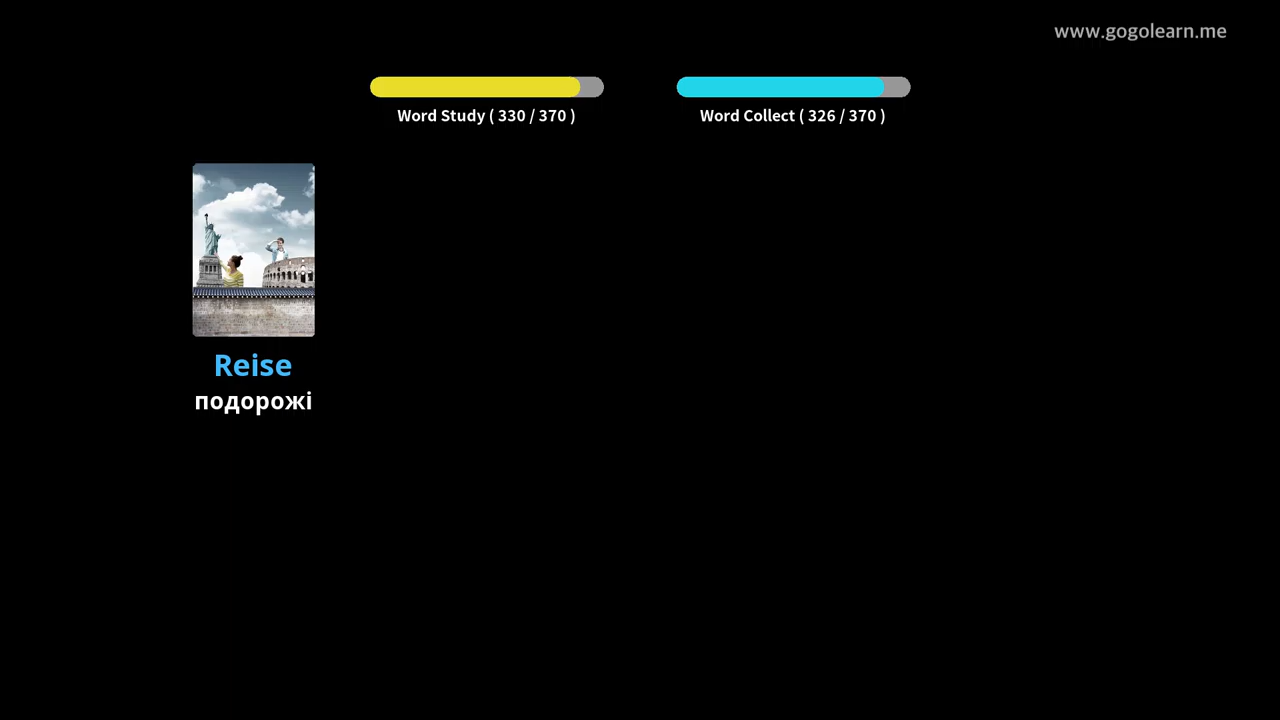 www.gogolearn.me
Word Study ( 330 / 370 )
Word Collect ( 326 / 370 )
Reise
подорожі